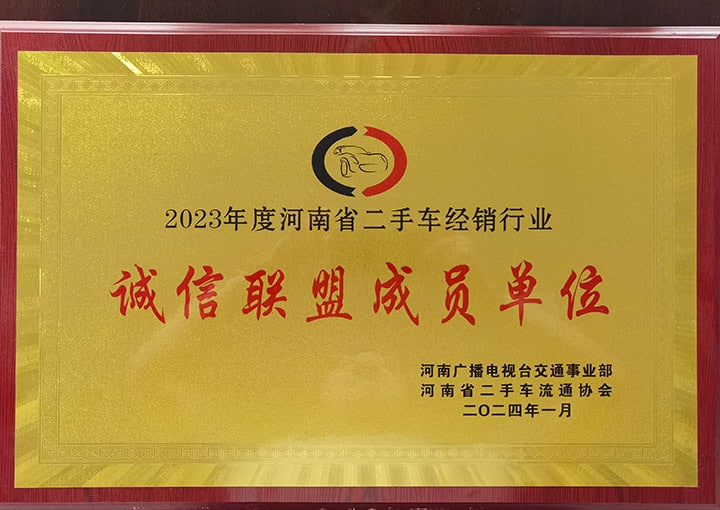 2023年度河南省二手车经销行业
诚信联盟成员单位
河南广播电视台交通事业部
河南省二手车流通协会
二〇二四年一月